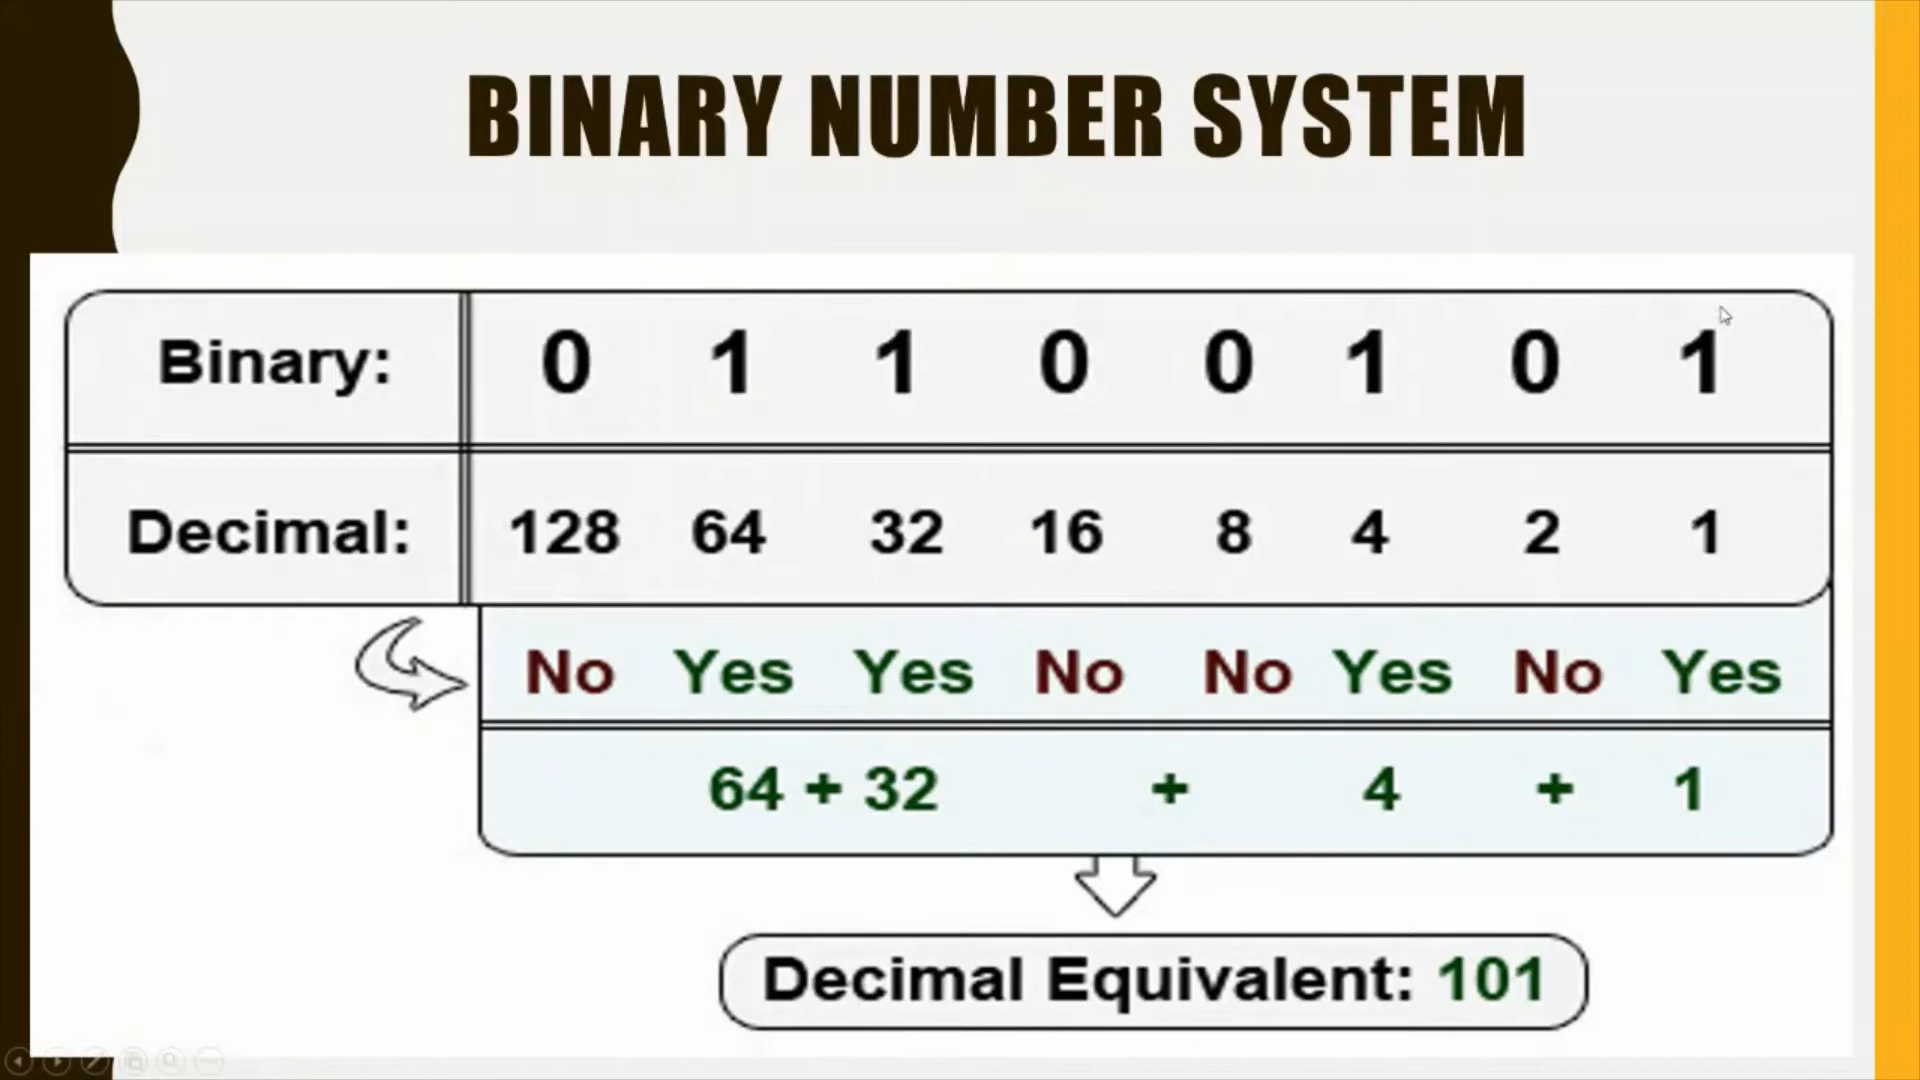 BINARY NUMBER SYSTEM
Binary: 0 1 1 0 0 1 0 1
Decimal: 128 64 32 16 8 4 2 1
No Yes Yes No No Yes No Yes
64 + 32 + 4 + 1
Decimal Equivalent: 101